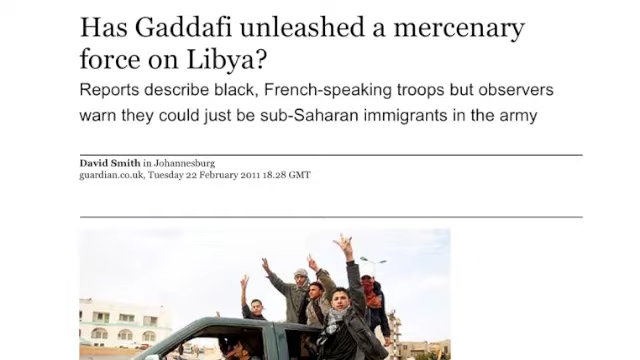 Has Gaddafi unleashed a mercenary
force on Libya?
Reports describe black, French-speaking troops but observers
warn they could just be sub-Saharan immigrants in the army
David Smith in Johannesburg
guardian.co.uk, Tuesday 22 February 2011 18.28 GMT